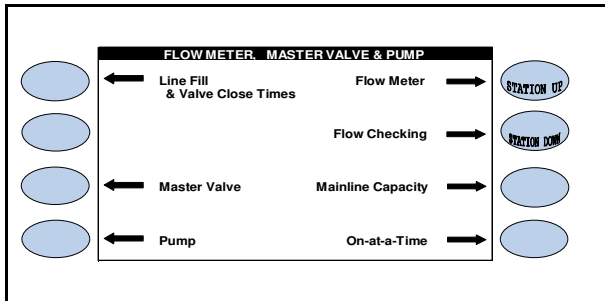 FLOW METER, MASTER VALVE & PUMP
Line Fill
& Valve Close Times
Flow Meter
STATION UP
Flow Checking
STATION DOWN
Master Valve
Mainline Capacity
Pump
On-at-a-Time